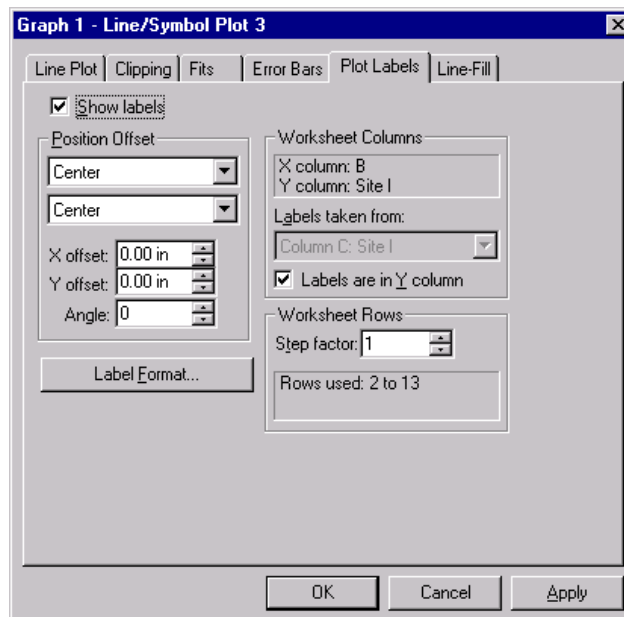 Graph 1 - Line/Symbol Plot 3
Line Plot
Clipping
Fits
Error Bars
Plot Labels
Line-Fill
Show labels
Position Offset
Center
Center
X offset: 0.00 in
Y offset: 0.00 in
Angle: 0
Label Format...
Worksheet Columns
X column: B
Y column: Site I
Labels taken from:
Column C: Site I
Labels are in Y column
Worksheet Rows
Step factor: 1
Rows used: 2 to 13
OK
Cancel
Apply